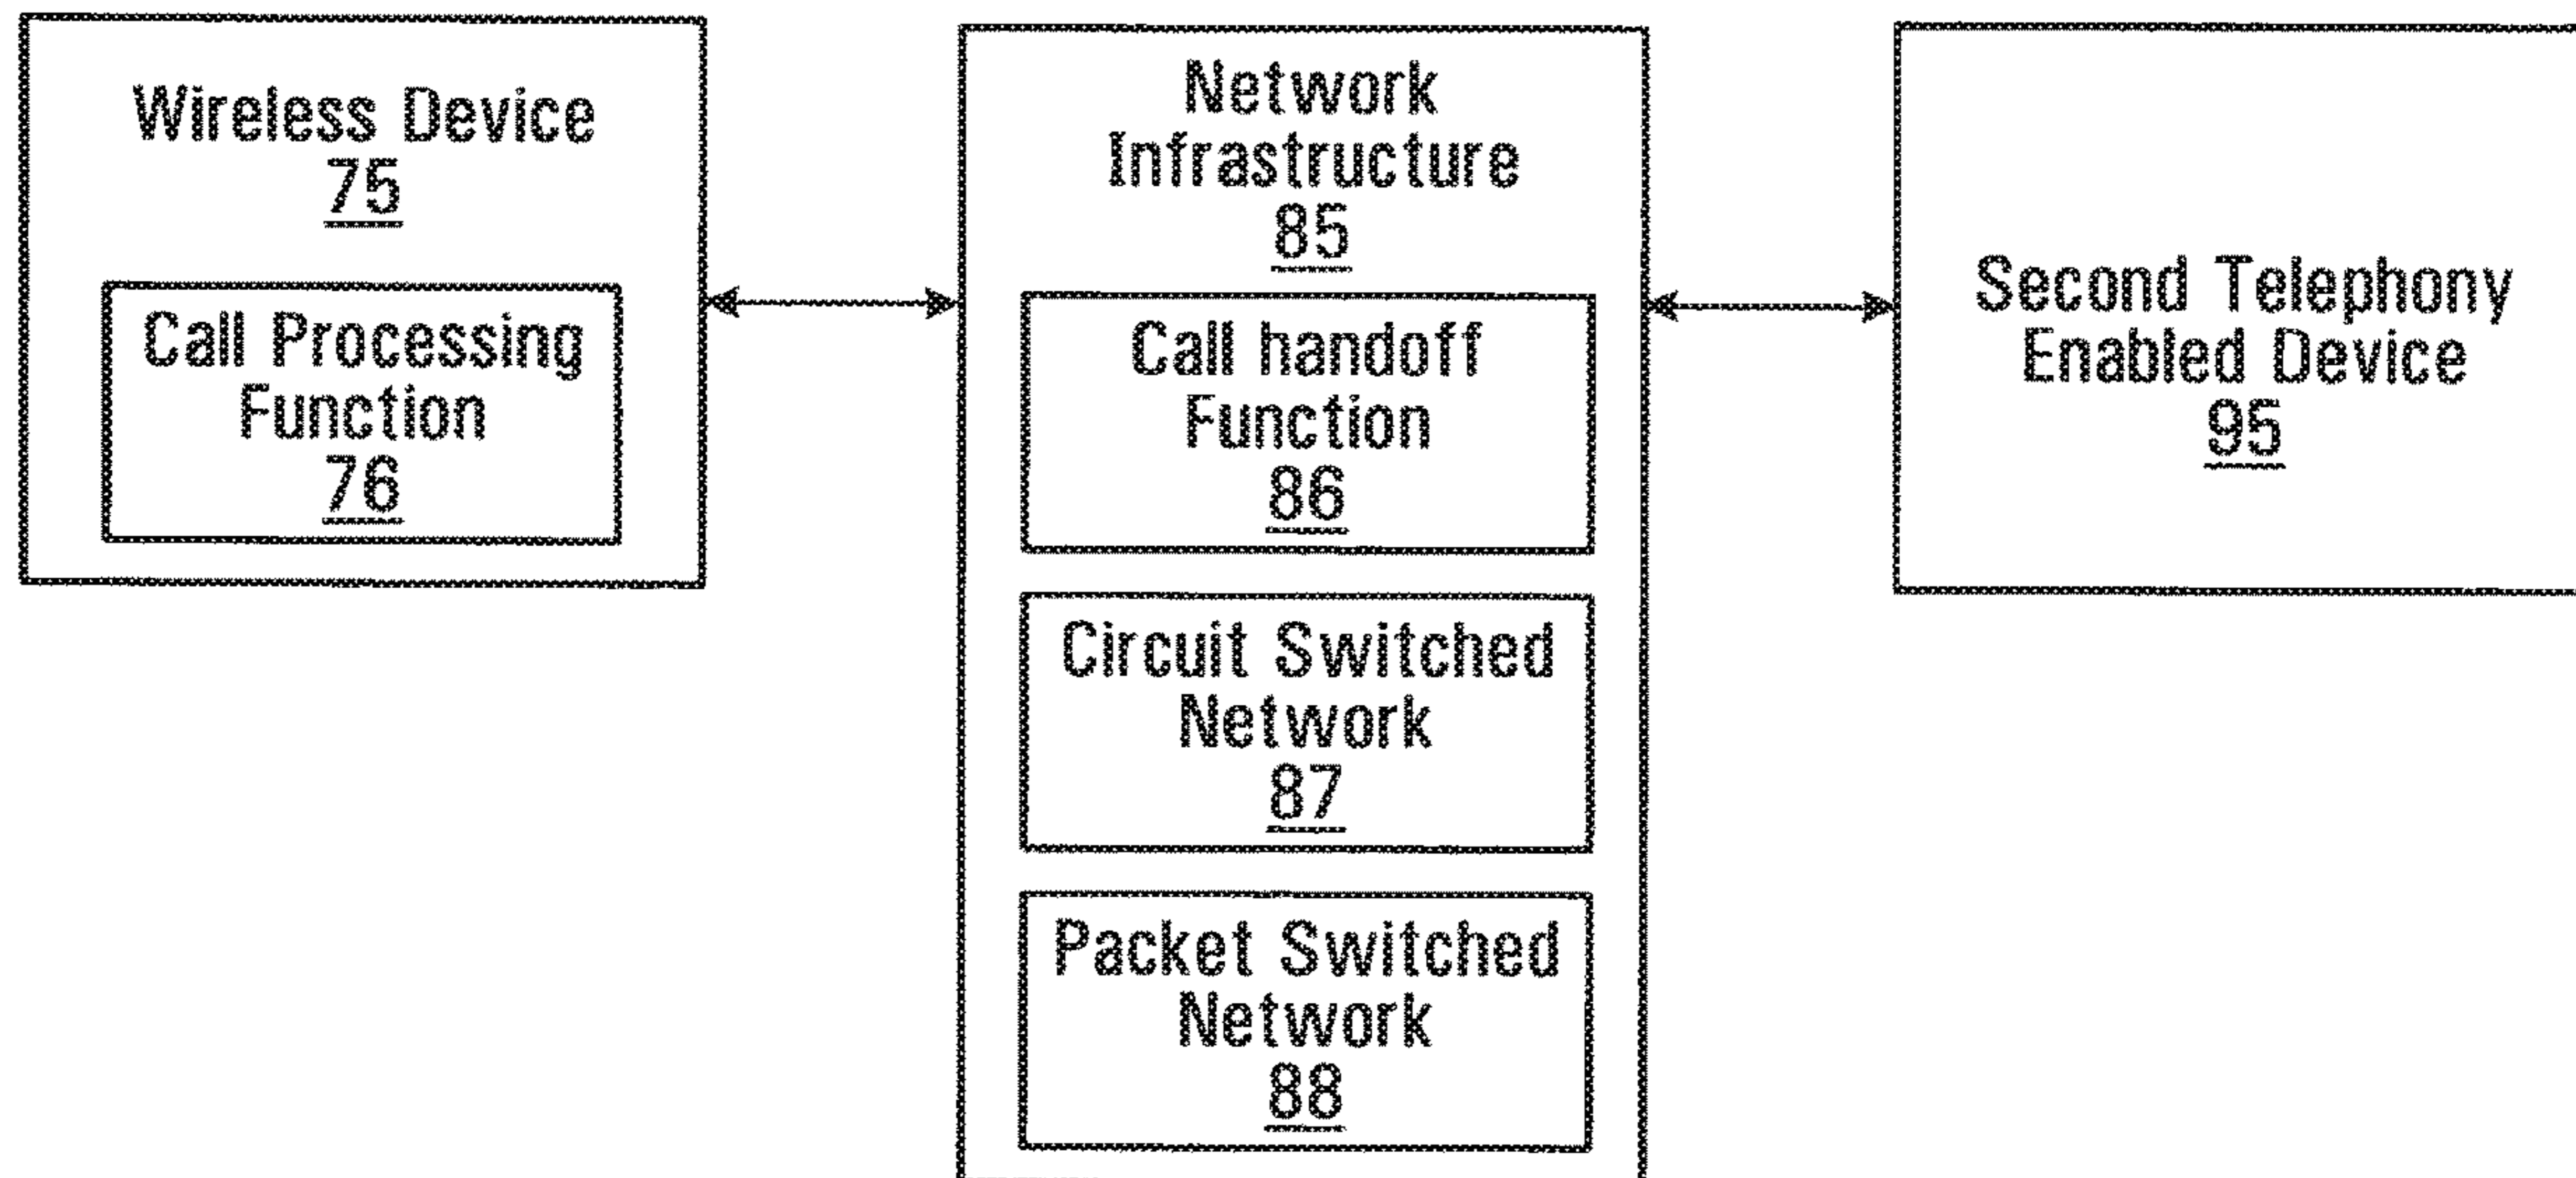 Wireless Device
75
Call Processing
Function
76
Network
Infrastructure
85
Call handoff
Function
86
Circuit Switched
Network
87
Packet Switched
Network
88
Second Telephony
Enabled Device
95